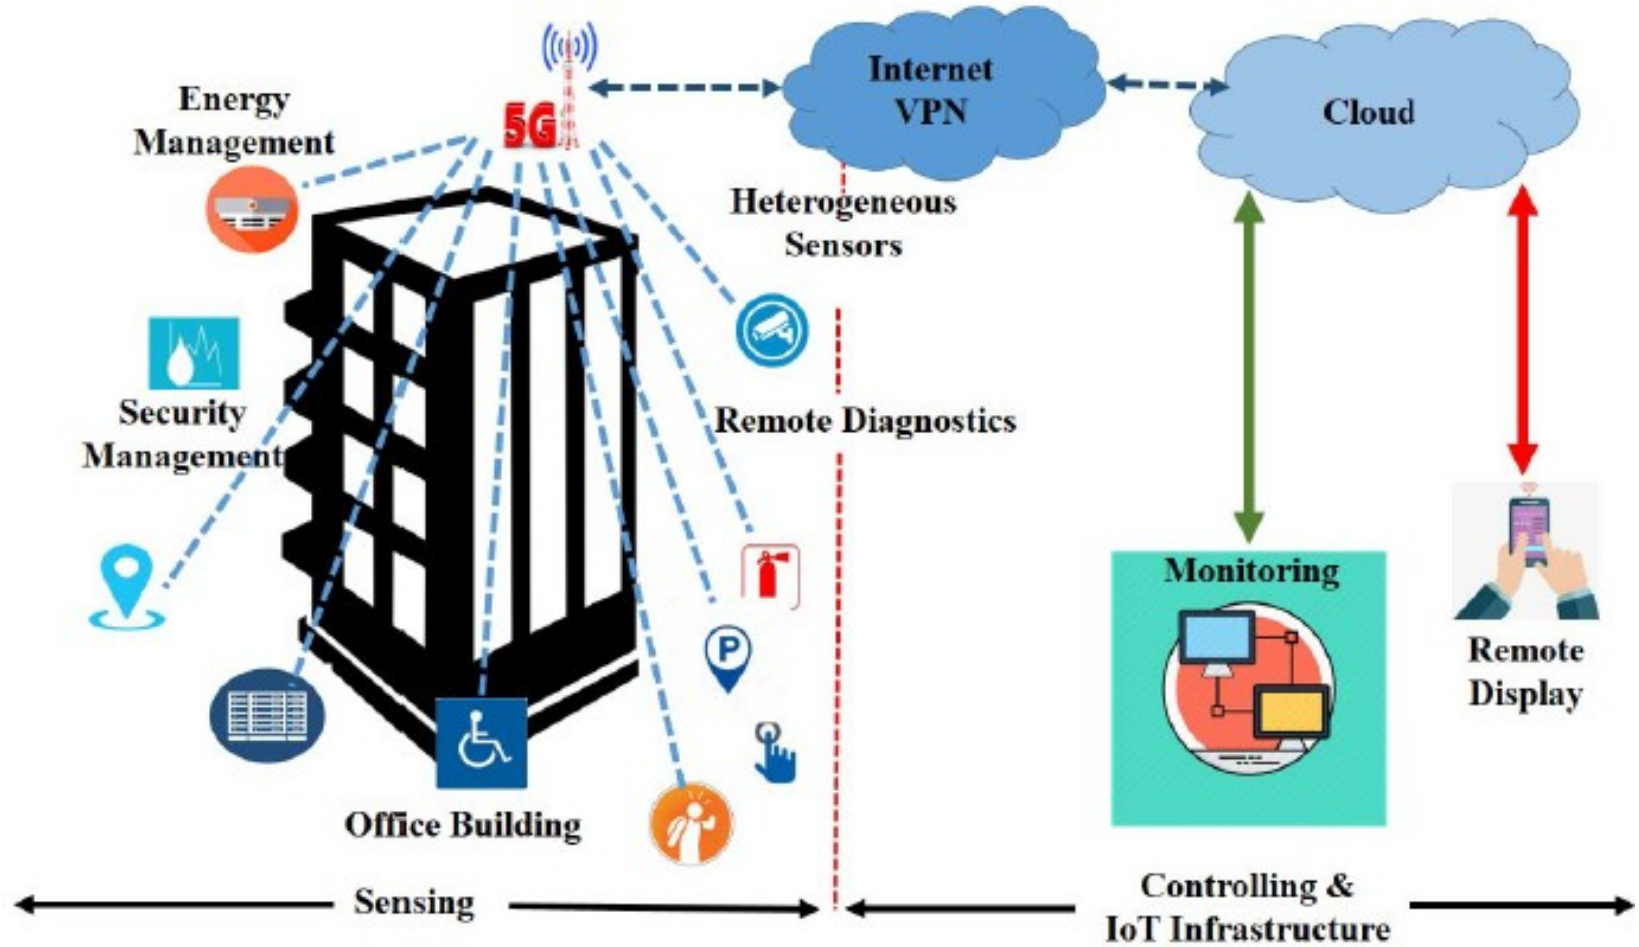 5G
Energy
Management
Internet
VPN
Cloud
Heterogeneous
Sensors
Security
Management
Remote Diagnostics
P
Monitoring
Remote
Display
Office Building
Sensing
Controlling &
IoT Infrastructure